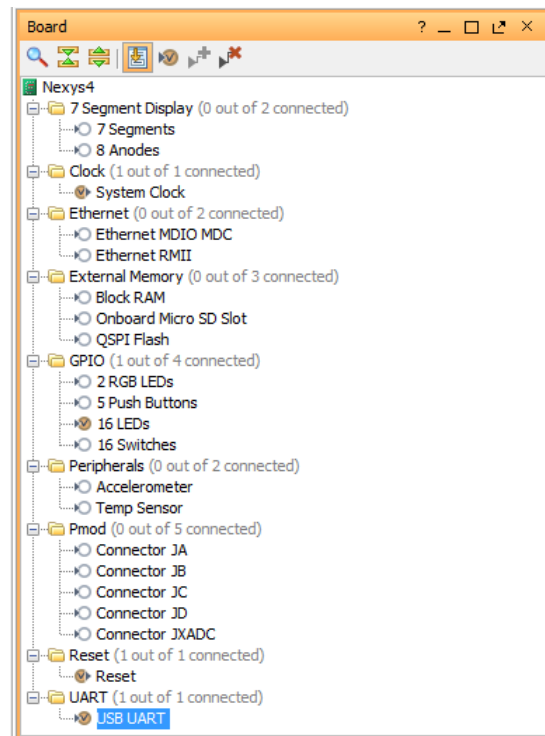 Board ?
Nexys4
7 Segment Display (0 out of 2 connected)
7 Segments
8 Anodes
Clock (1 out of 1 connected)
System Clock
Ethernet (0 out of 2 connected)
Ethernet MDIO MDC
Ethernet RMII
External Memory (0 out of 3 connected)
Block RAM
Onboard Micro SD Slot
QSPI Flash
GPIO (1 out of 4 connected)
2 RGB LEDs
5 Push Buttons
16 LEDs
16 Switches
Peripherals (0 out of 2 connected)
Accelerometer
Temp Sensor
Pmod (0 out of 5 connected)
Connector JA
Connector JB
Connector JC
Connector JD
Connector JXADC
Reset (1 out of 1 connected)
Reset
UART (1 out of 1 connected)
USB UART